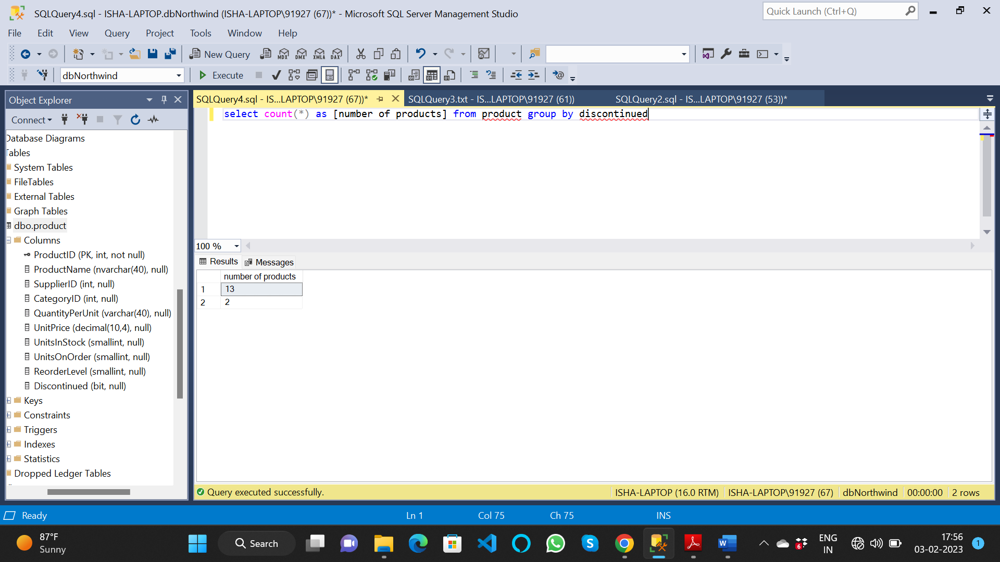 SQLQuery4.sql - ISHA-LAPTOP.dbNorthwind (ISHA-LAPTOP\91927 (67))* - Microsoft SQL Server Management Studio
Quick Launch (Ctrl+Q)
File Edit View Query Project Tools Window Help
New Query MDX DMX XMLA DAX
dbNorthwind Execute
Object Explorer
Connect
Database Diagrams
Tables
System Tables
FileTables
External Tables
Graph Tables
dbo.product
Columns
ProductID (PK, int, not null)
ProductName (nvarchar(40), null)
SupplierID (int, null)
CategoryID (int, null)
QuantityPerUnit (varchar(40), null)
UnitPrice (decimal(10,4), null)
UnitsInStock (smallint, null)
UnitsOnOrder (smallint, null)
ReorderLevel (smallint, null)
Discontinued (bit, null)
Keys
Constraints
Triggers
Indexes
Statistics
Dropped Ledger Tables
SQLQuery4.sql - IS...LAPTOP\91927 (67))* SQLQuery3.txt - IS...LAPTOP\91927 (61)) SQLQuery2.sql - IS...LAPTOP\91927 (53))*
select count(*) as [number of products] from product group by discontinued
100 %
Results Messages
number of products
1 13
2 2
Query executed successfully. ISHA-LAPTOP (16.0 RTM) ISHA-LAPTOP\91927 (67) dbNorthwind 00:00:00 2 rows
Ready Ln 1 Col 75 Ch 75 INS
87°F
Sunny
Search
6
ENG
IN
17:56
03-02-2023
1